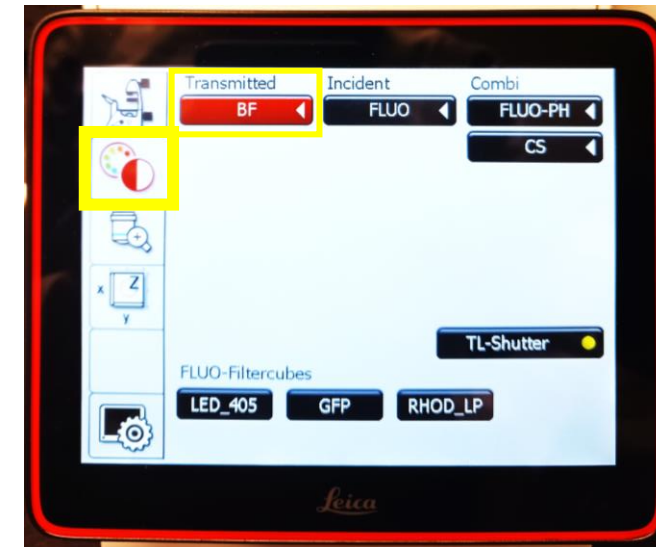 Transmitted Incident Combi
BF FLUO FLUO-PH
CS
x Z
y
TL-Shutter
FLUO-Filtercubes
LED_405 GFP RHOD_LP
Leica